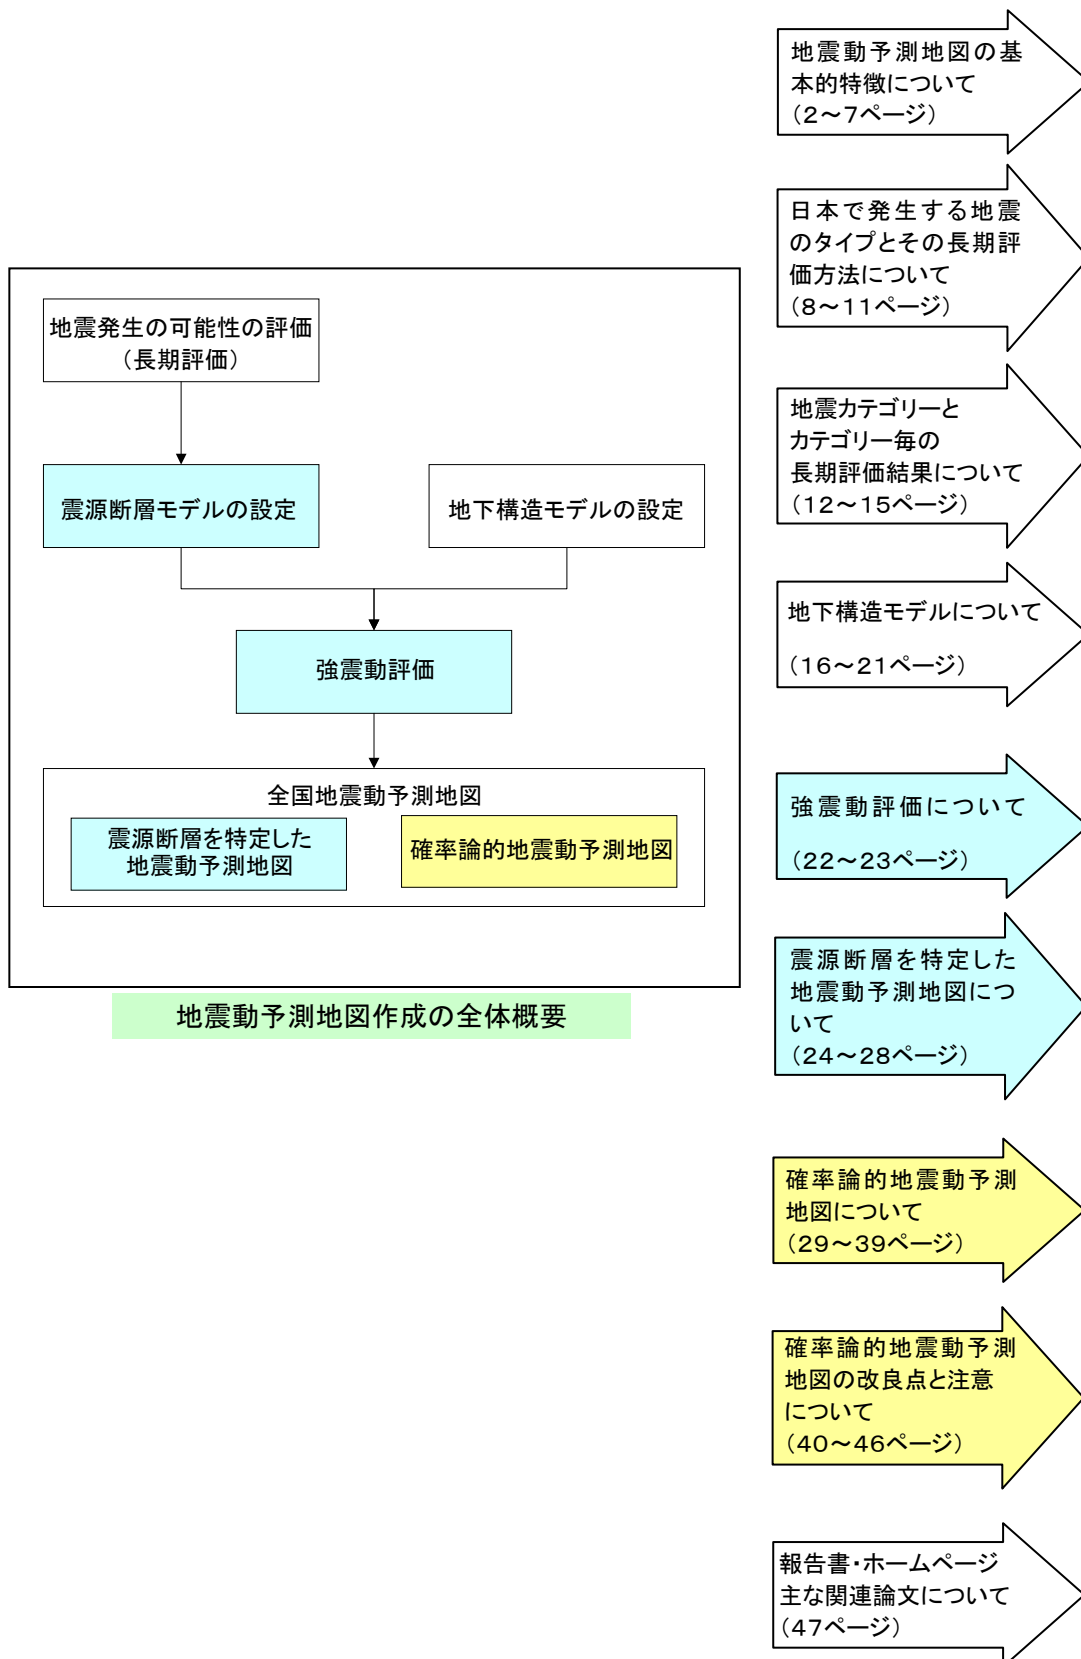 地震発生の可能性の評価
（長期評価）
震源断層モデルの設定
地下構造モデルの設定
強震動評価
全国地震動予測地図
震源断層を特定した
地震動予測地図
確率論的地震動予測地図
地震動予測地図作成の全体概要
地震動予測地図の基
本的特徴について
（2～7ページ）
日本で発生する地震
のタイプとその長期評
価方法について
（8～11ページ）
地震カテゴリーと
カテゴリー毎の
長期評価結果について
（12～15ページ）
地下構造モデルについて
（16～21ページ）
強震動評価について
（22～23ページ）
震源断層を特定した
地震動予測地図につ
いて
（24～28ページ）
確率論的地震動予測
地図について
（29～39ページ）
確率論的地震動予測
地図の改良点と注意
について
（40～46ページ）
報告書・ホームページ
主な関連論文について
（47ページ）